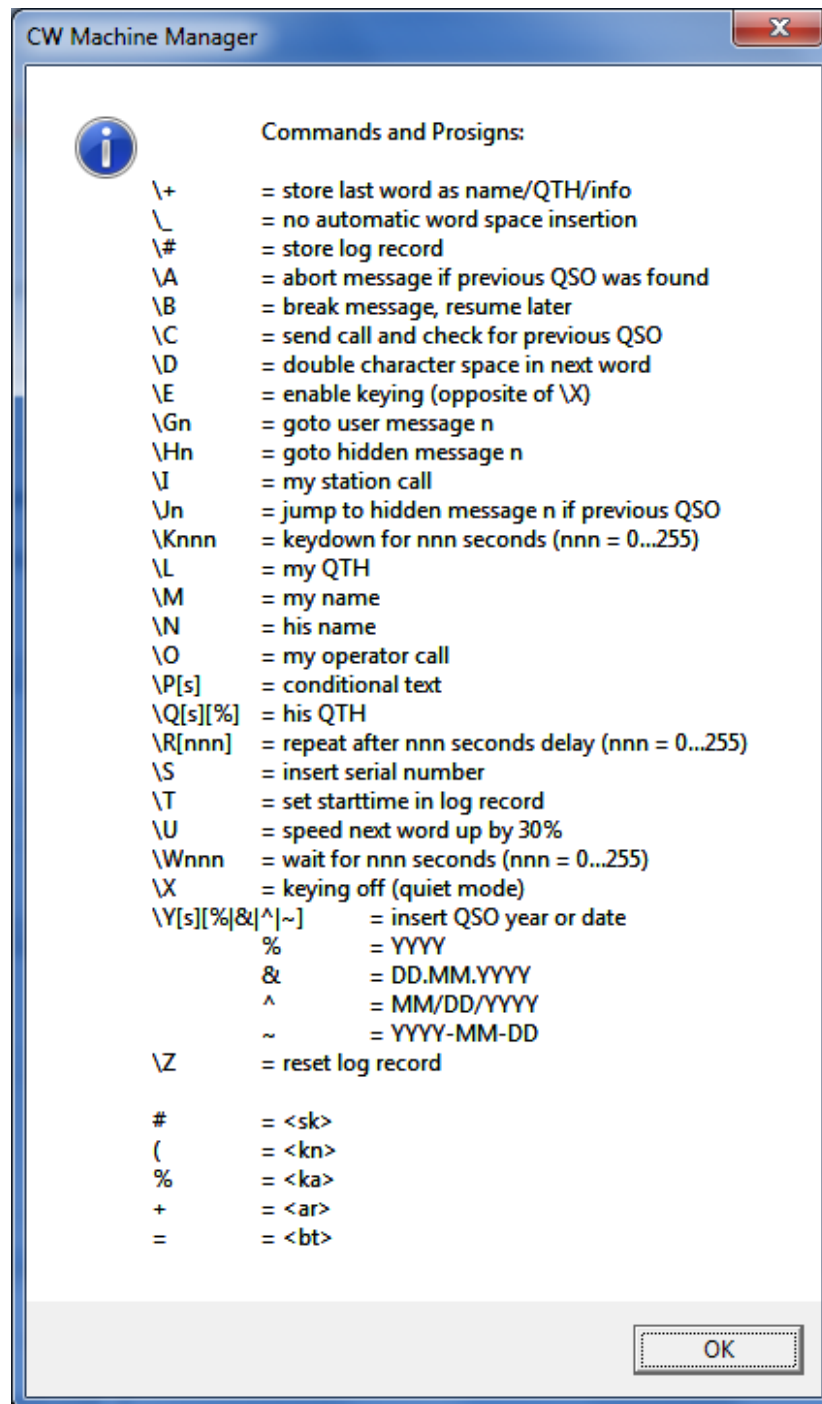 CW Machine Manager
Commands and Prosigns:
\+ = store last word as name/QTH/info
\_ = no automatic word space insertion
\# = store log record
\A = abort message if previous QSO was found
\B = break message, resume later
\C = send call and check for previous QSO
\D = double character space in next word
\E = enable keying (opposite of \X)
\Gn = goto user message n
\Hn = goto hidden message n
\I = my station call
\Jn = jump to hidden message n if previous QSO
\Knnn = keydown for nnn seconds (nnn = 0...255)
\L = my QTH
\M = my name
\N = his name
\O = my operator call
\P[s] = conditional text
\Q[s][%] = his QTH
\R[nnn] = repeat after nnn seconds delay (nnn = 0...255)
\S = insert serial number
\T = set starttime in log record
\U = speed next word up by 30%
\Wnnn = wait for nnn seconds (nnn = 0...255)
\X = keying off (quiet mode)
\Y[s][%|&|^|~] = insert QSO year or date
% = YYYY
& = DD.MM.YYYY
^ = MM/DD/YYYY
~ = YYYY-MM-DD
\Z = reset log record
# = <sk>
( = <kn>
% = <ka>
+ = <ar>
= = <bt>
OK